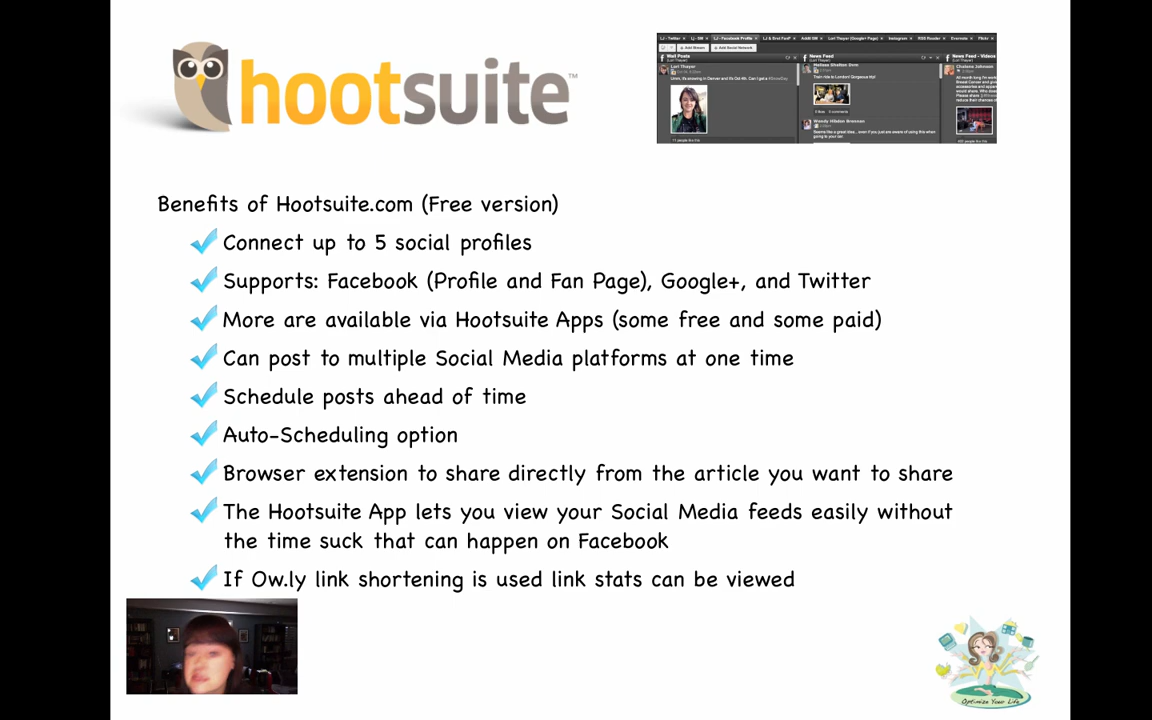 hootsuite™
Benefits of Hootsuite.com (Free version)
Connect up to 5 social profiles
Supports: Facebook (Profile and Fan Page), Google+, and Twitter
More are available via Hootsuite Apps (some free and some paid)
Can post to multiple Social Media platforms at one time
Schedule posts ahead of time
Auto-Scheduling option
Browser extension to share directly from the article you want to share
The Hootsuite App lets you view your Social Media feeds easily without
the time suck that can happen on Facebook
If Ow.ly link shortening is used link stats can be viewed
Optimize Your Life